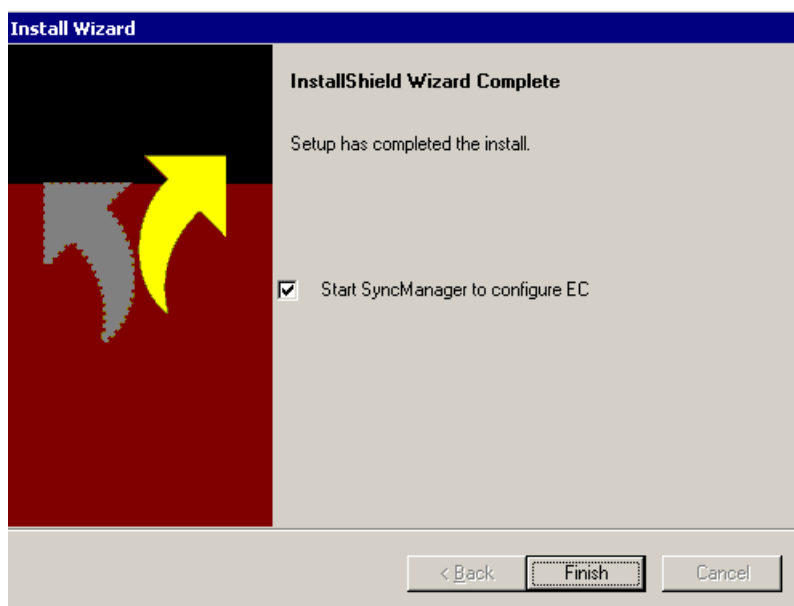 Install Wizard
InstallShield Wizard Complete
Setup has completed the install.
Start SyncManager to configure EC
< Back Finish Cancel